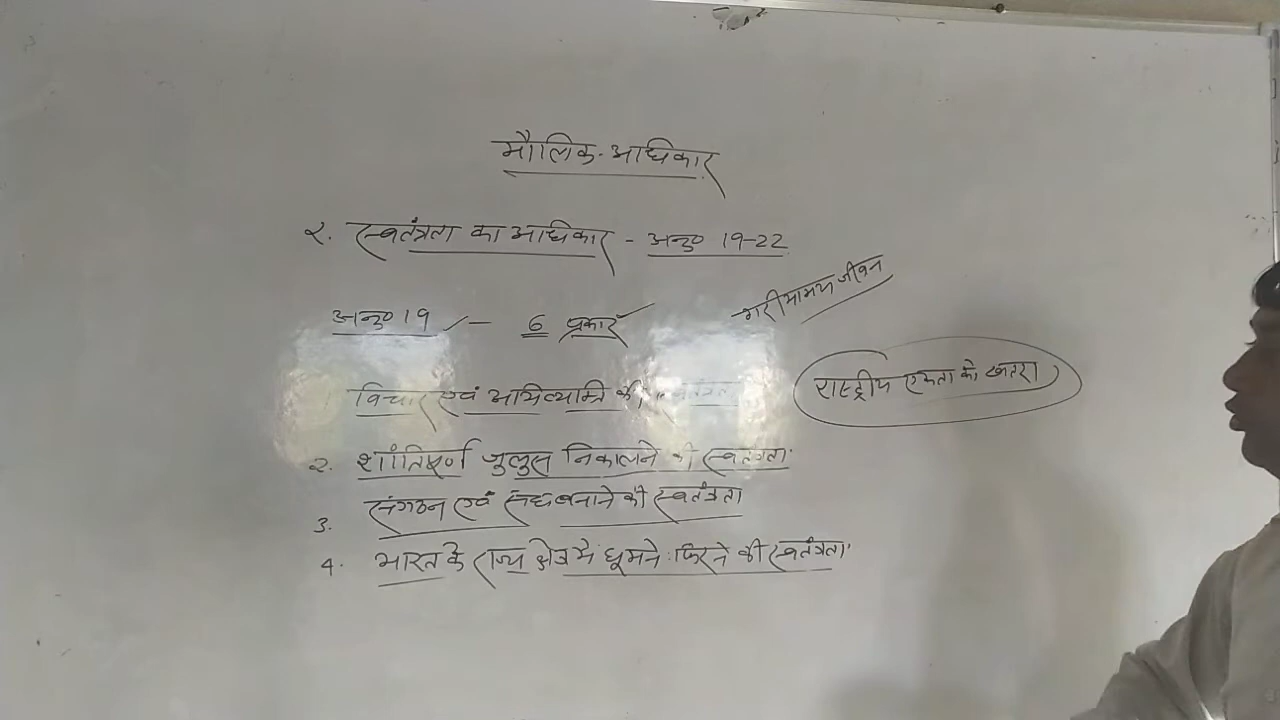 मौलिक-अधिकार
२. स्वतंत्रता का अधिकार - अनु० 19-22
अनु० 19 - 6 प्रकार
गरीमामय जीवन
विचार एवं अभिव्यक्ति की स्वतंत्रता
राष्ट्रीय एकता को खतरा
२. शांतिपूर्ण जुलुस निकालने की स्वतंत्रता
3. संगठन एवं संघ बनाने की स्वतंत्रता
4. भारत के राज्य क्षेत्र मै घूमने फिरने की स्वतंत्रता